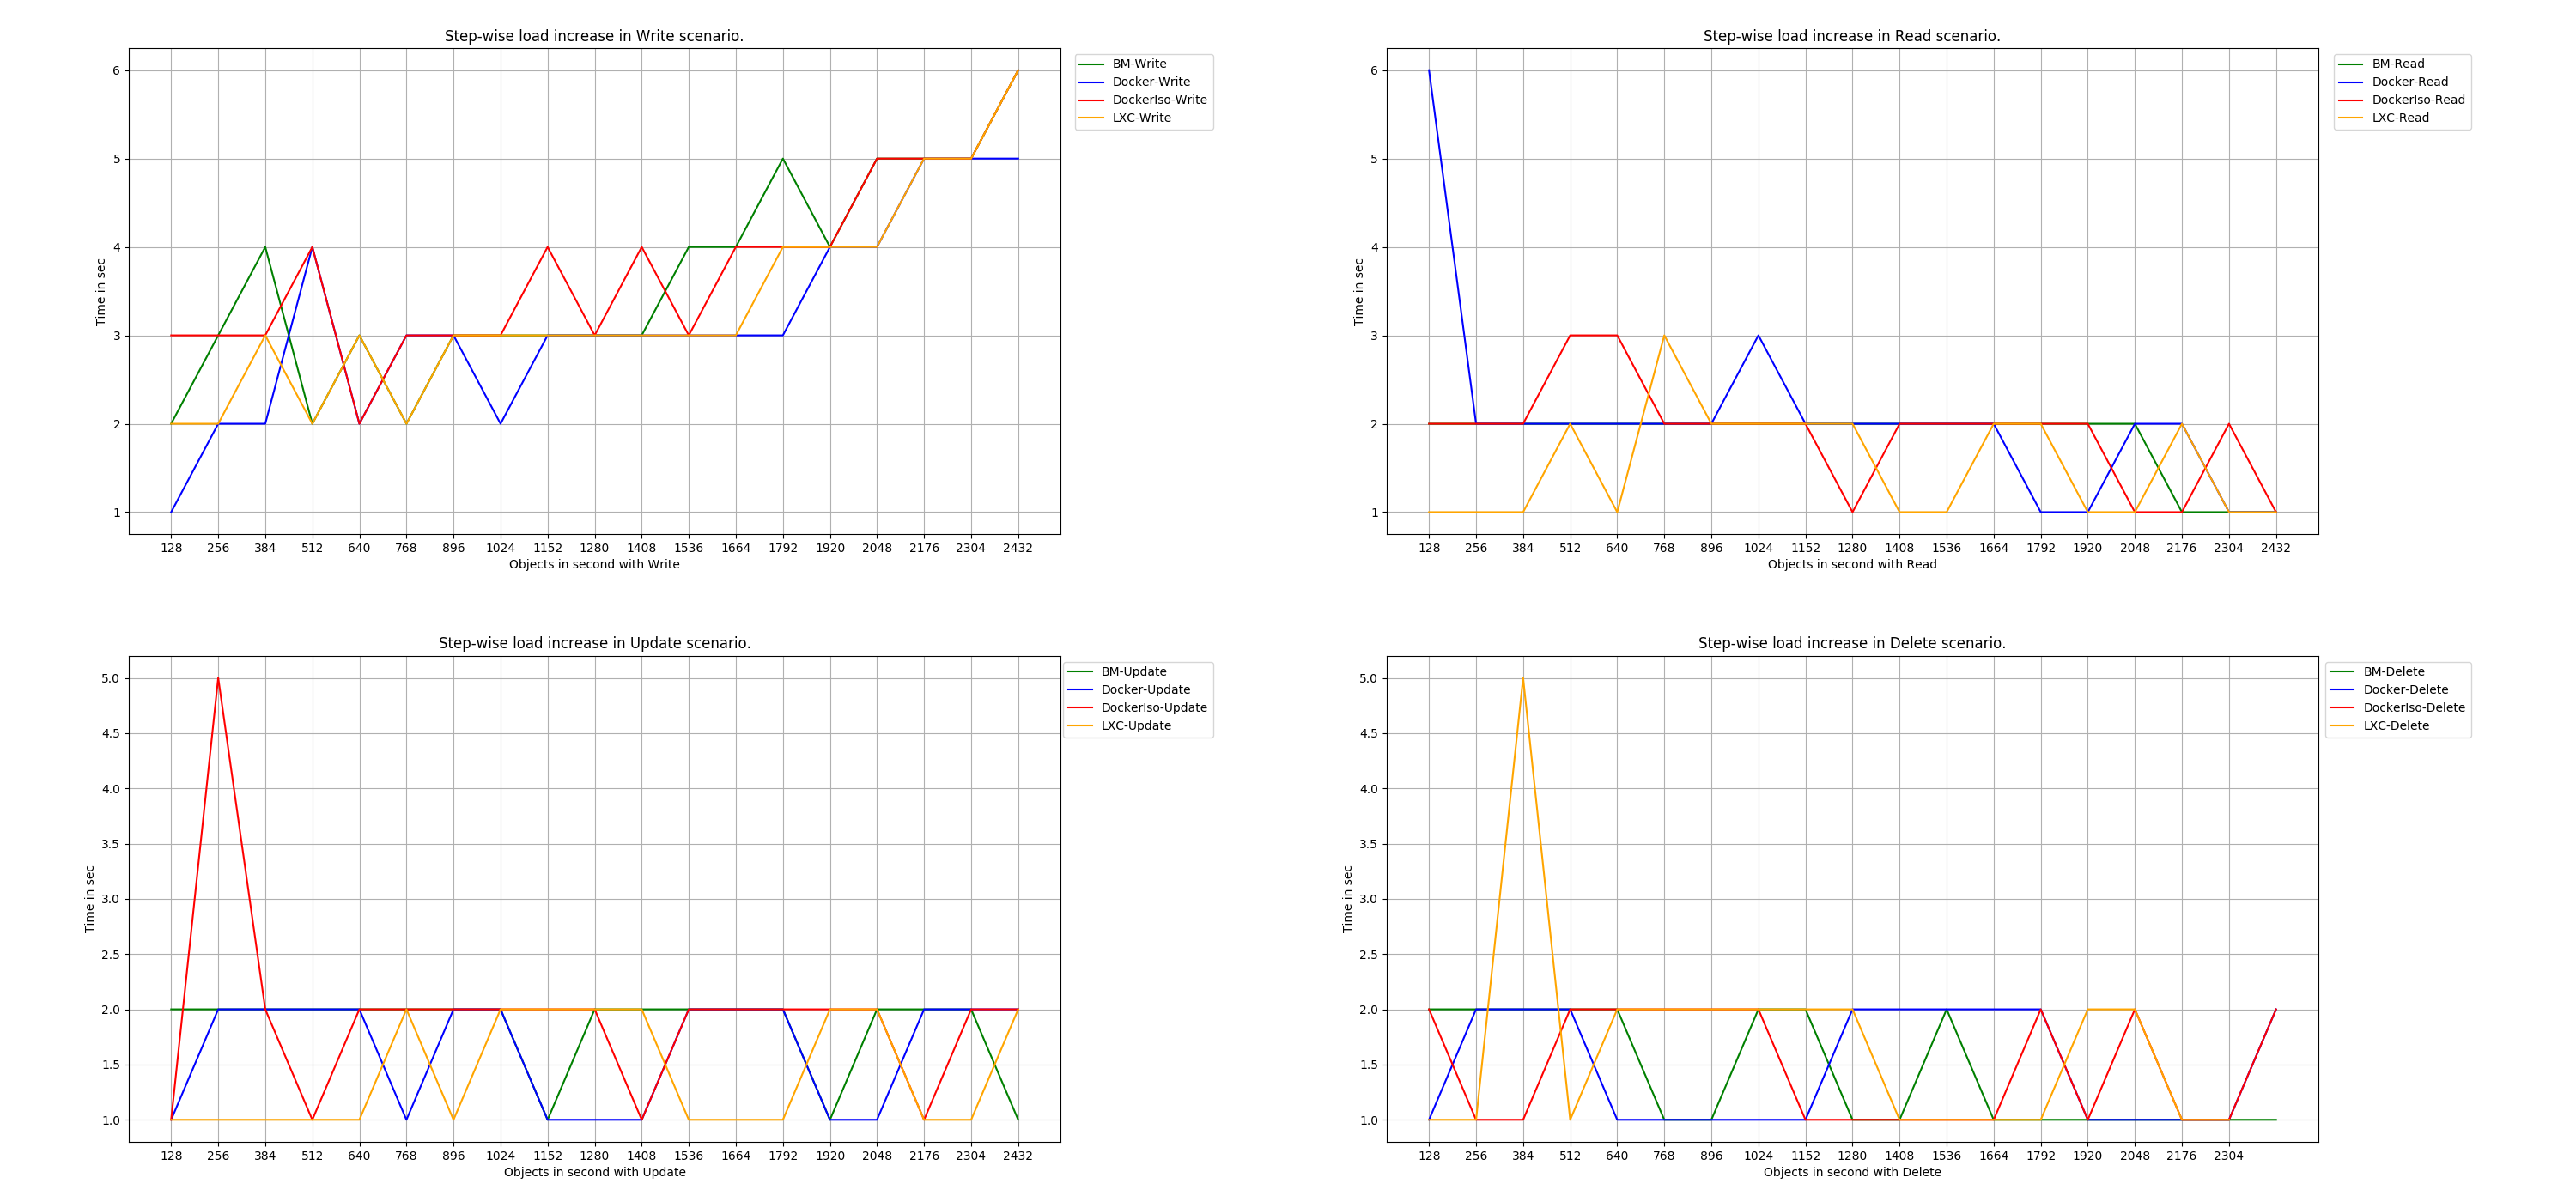 Step-wise load increase in Write scenario.
6
5
4
3
2
1
Time in sec
128 256 384 512 640 768 896 1024 1152 1280 1408 1536 1664 1792 1920 2048 2176 2304 2432
Objects in second with Write
BM-Write
Docker-Write
DockerIso-Write
LXC-Write
Step-wise load increase in Read scenario.
6
5
4
3
2
1
Time in sec
128 256 384 512 640 768 896 1024 1152 1280 1408 1536 1664 1792 1920 2048 2176 2304 2432
Objects in second with Read
BM-Read
Docker-Read
DockerIso-Read
LXC-Read
Step-wise load increase in Update scenario.
5.0
4.5
4.0
3.5
3.0
2.5
2.0
1.5
1.0
Time in sec
128 256 384 512 640 768 896 1024 1152 1280 1408 1536 1664 1792 1920 2048 2176 2304 2432
Objects in second with Update
BM-Update
Docker-Update
DockerIso-Update
LXC-Update
Step-wise load increase in Delete scenario.
5.0
4.5
4.0
3.5
3.0
2.5
2.0
1.5
1.0
Time in sec
128 256 384 512 640 768 896 1024 1152 1280 1408 1536 1664 1792 1920 2048 2176 2304
Objects in second with Delete
BM-Delete
Docker-Delete
DockerIso-Delete
LXC-Delete